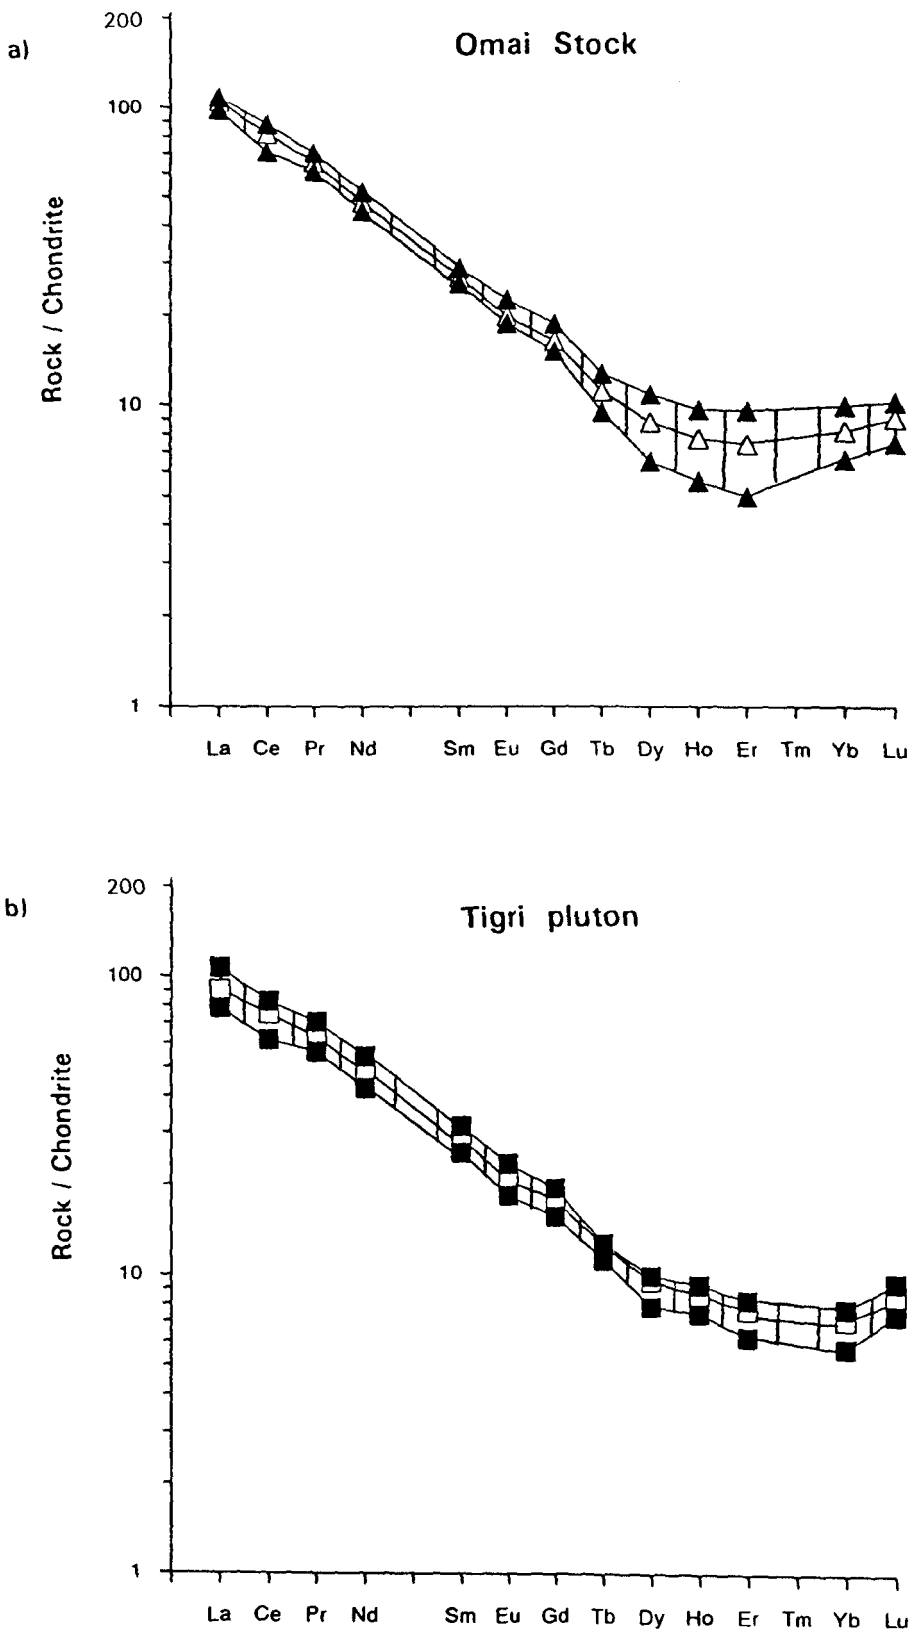 a)
Omai Stock
200
100
10
1
Rock / Chondrite
La Ce Pr Nd Sm Eu Gd Tb Dy Ho Er Tm Yb Lu
b)
Tigri pluton
200
100
10
1
Rock / Chondrite
La Ce Pr Nd Sm Eu Gd Tb Dy Ho Er Tm Yb Lu